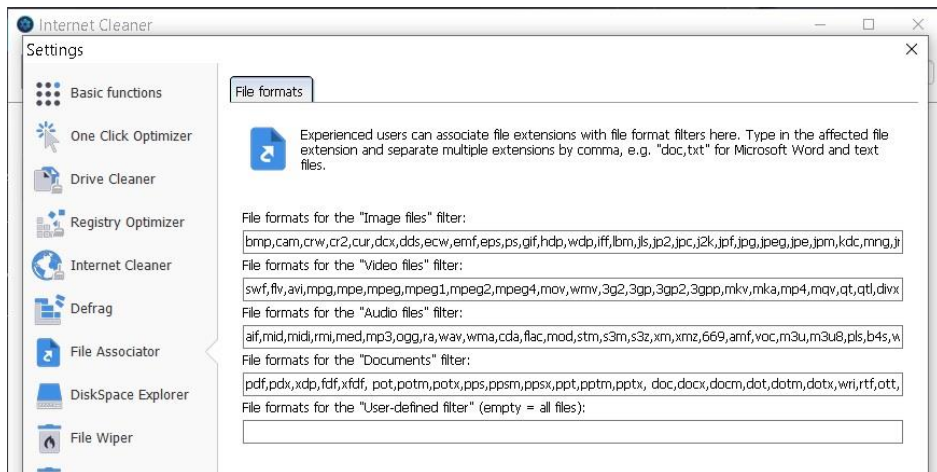 Internet Cleaner
Settings
Basic functions
One Click Optimizer
Drive Cleaner
Registry Optimizer
Internet Cleaner
Defrag
File Associator
DiskSpace Explorer
File Wiper
File formats
Experienced users can associate file extensions with file format filters here. Type in the affected file
extension and separate multiple extensions by comma, e.g. "doc,txt" for Microsoft Word and text
files.
File formats for the "Image files" filter:
bmp,cam,crw,cr2,cur,dcx,dds,ecw,emf,eps,ps,gif,hdp,wdp,iff,lbm,jls,jp2,jpc,j2k,jpf,jpg,jpeg,jpe,jpm,kdc,mng,
File formats for the "Video files" filter:
swf,flv,avi,mpg,mpe,mpeg,mpeg1,mpeg2,mpeg4,mov,wmv,3g2,3gp,3gp2,3gpp,mkv,mka,mp4,mqv,qt,qtl,divx
File formats for the "Audio files" filter:
aif,mid,midi,rmi,med,mp3,ogg,ra,wav,wma,cda,flac,mod,stm,s3m,s3z,xm,xmz,669,amf,voc,m3u,m3u8,pls,b4s,
File formats for the "Documents" filter:
pdf,pdx,xdp,fdf,xfdf, pot,potm,potx,pps,ppsm,ppsx,ppt,pptm,pptx, doc,docx,docm,dot,dotm,dotx,wri,rtf,ott,
File formats for the "User-defined filter" (empty = all files):